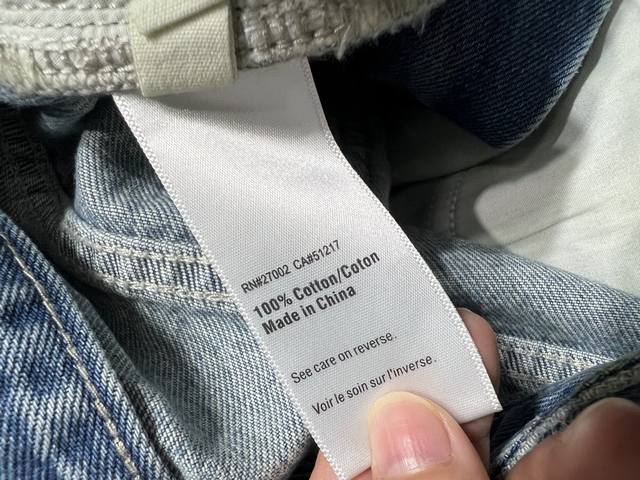 RN#27002 CA#51217
100% Cotton/Coton
Made in China
See care on reverse.
Voir le soin sur l'inverse.